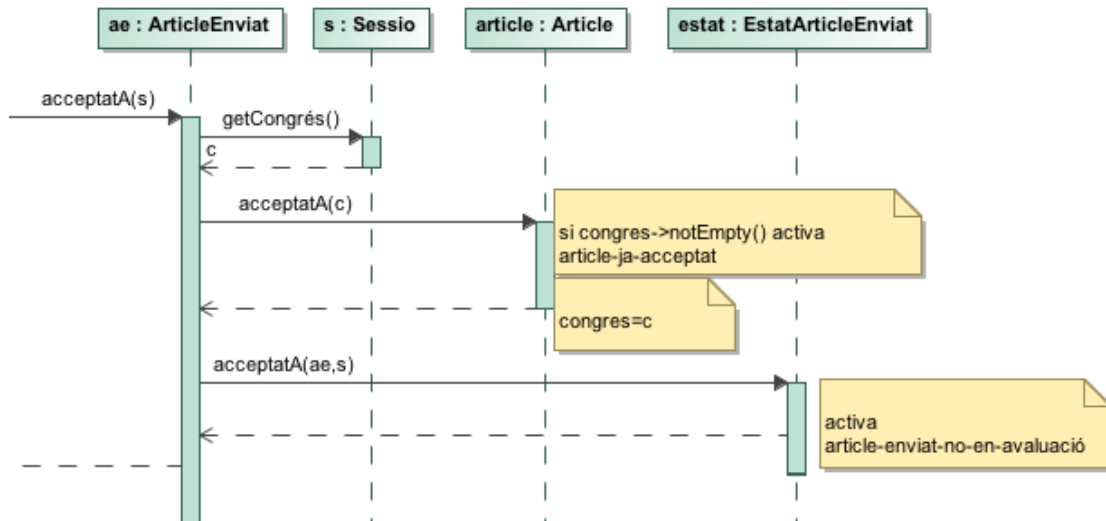 ae : ArticleEnviat
s : Sessio
article : Article
estat : EstatArticleEnviat
acceptatA(s)
getCongrés()
c
acceptatA(c)
si congres->notEmpty() activa
article-ja-acceptat
congres=c
acceptatA(ae,s)
activa
article-enviat-no-en-avaluació